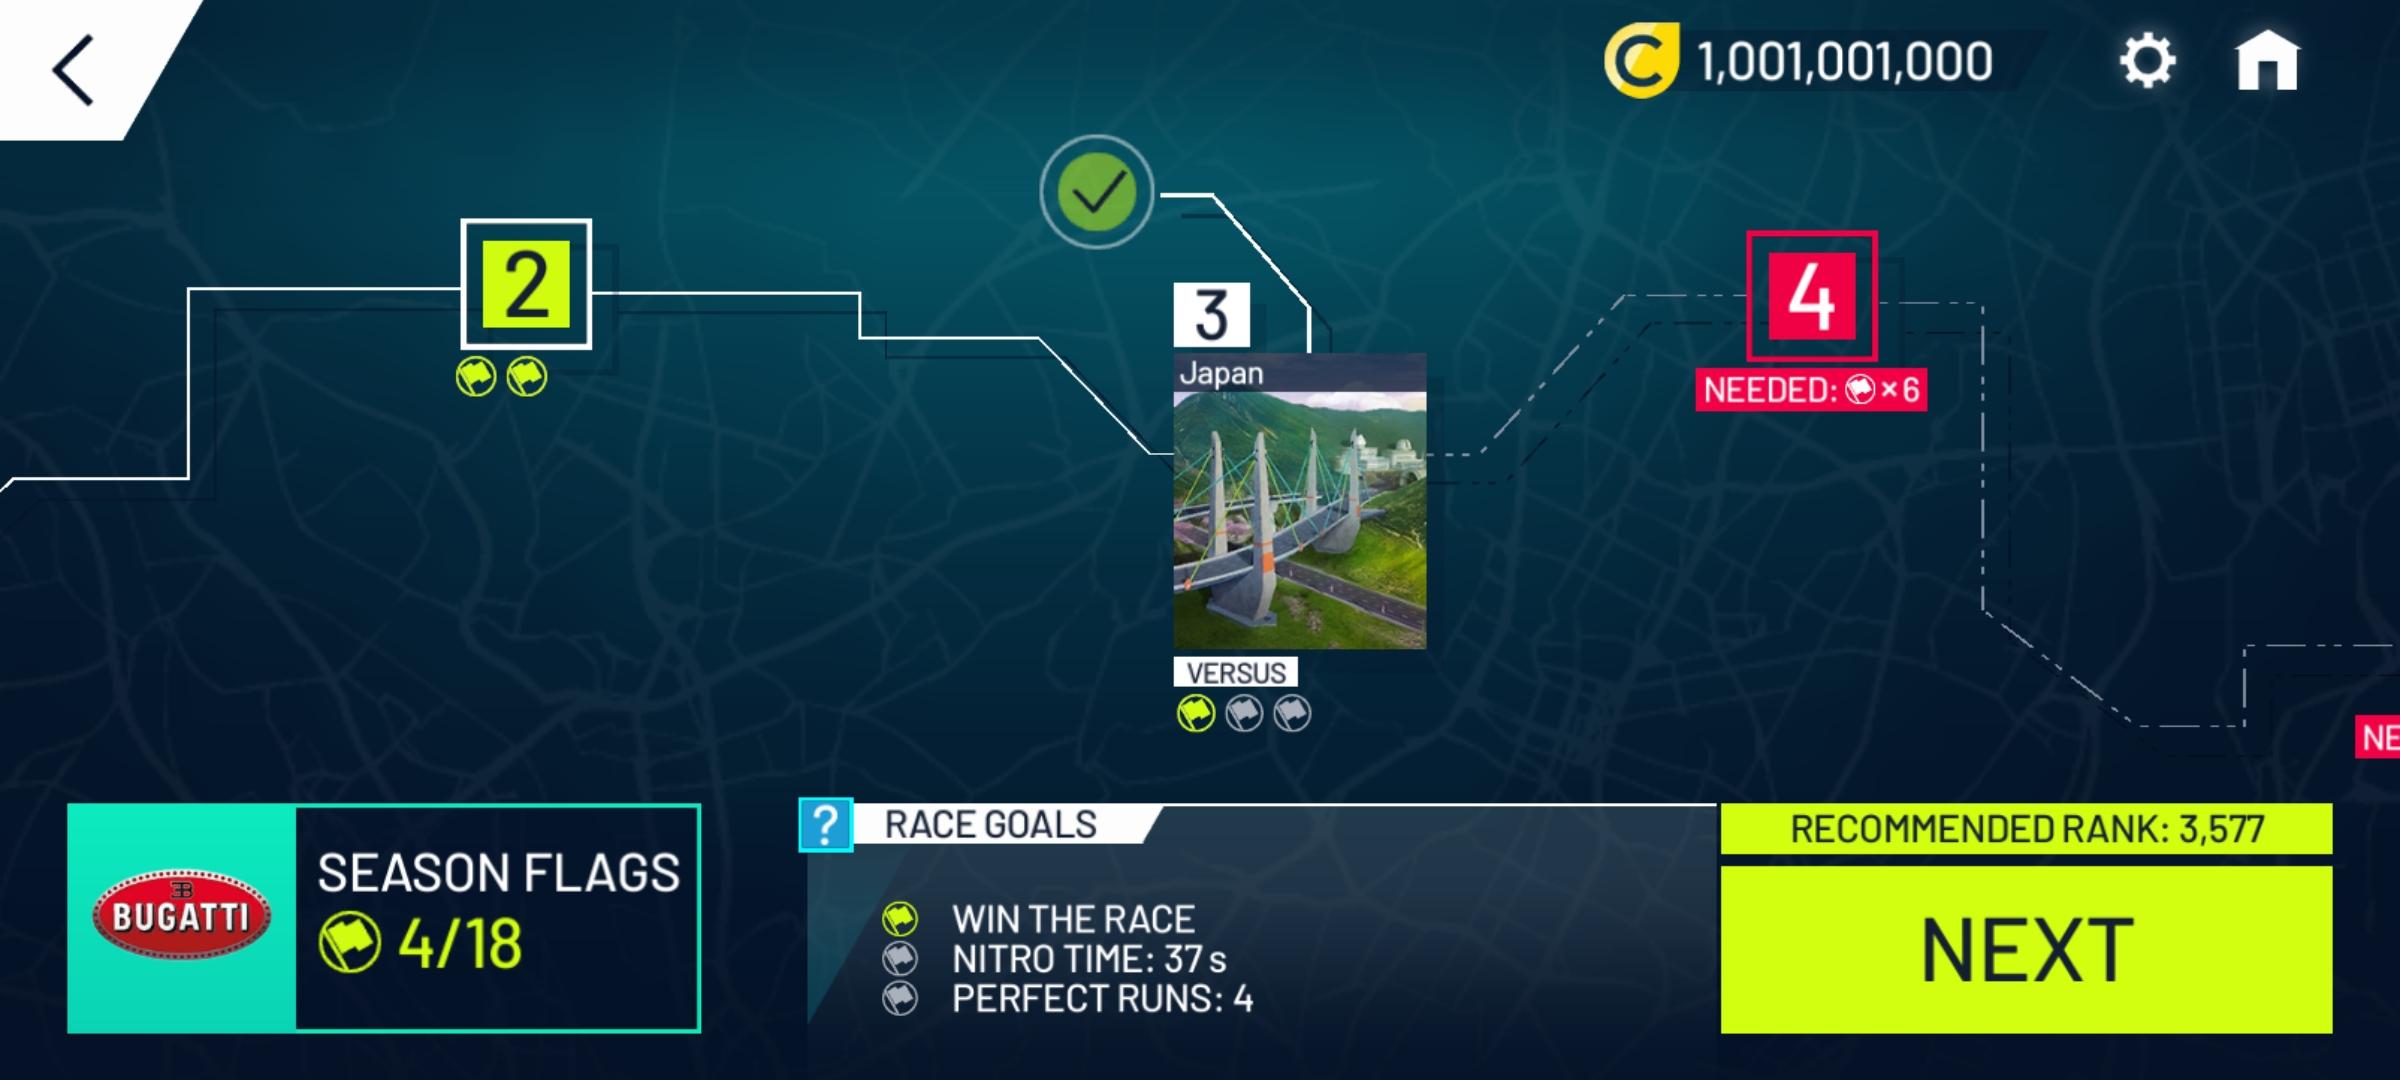 1,001,001,000
2
3
Japan
VERSUS
4
NEEDED: ×6
NE
BUGATTI
SEASON FLAGS
4/18
? RACE GOALS
WIN THE RACE
NITRO TIME: 37 s
PERFECT RUNS: 4
RECOMMENDED RANK: 3,577
NEXT